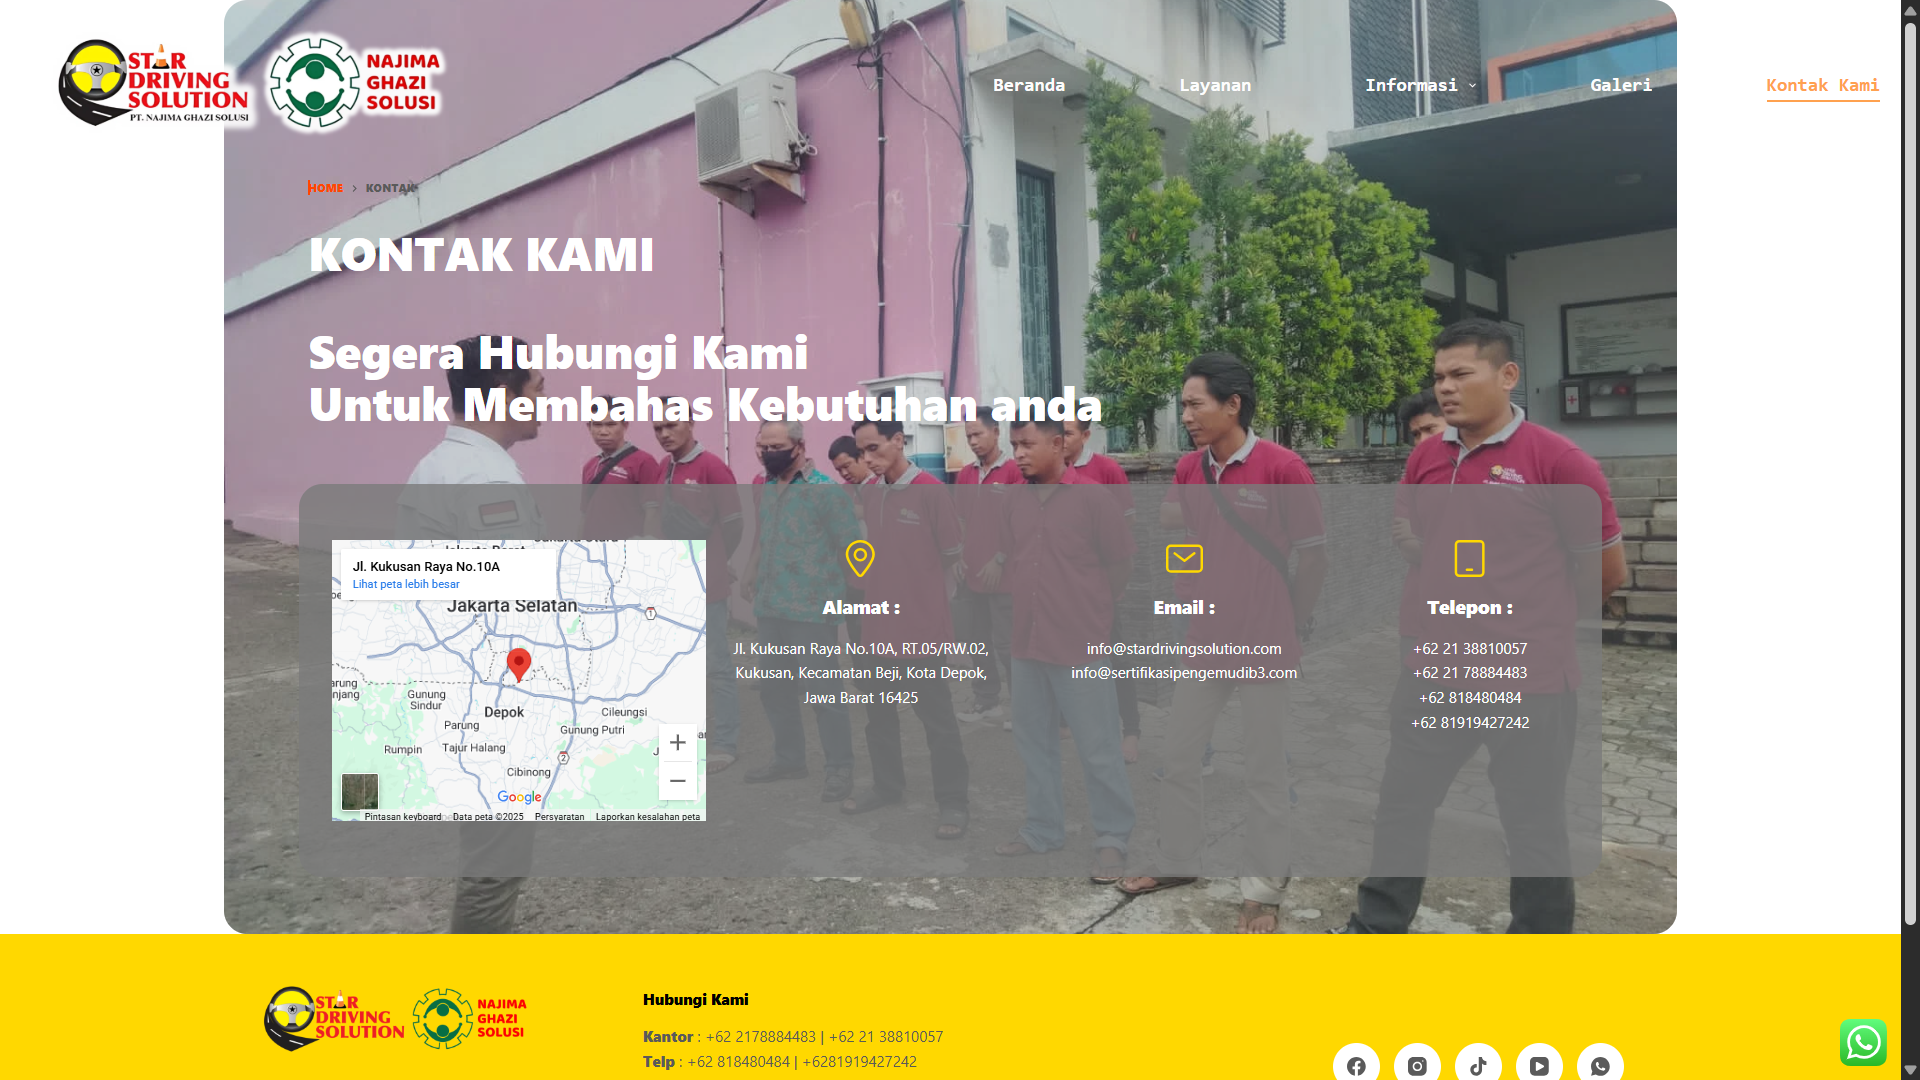 STAR
DRIVING
SOLUTION
PT. NAJIMA GHAZI SOLUSI
NAJIMA
GHAZI
SOLUSI
Beranda
Layanan
Informasi
Galeri
Kontak Kami
HOME > KONTAK
KONTAK KAMI
Segera Hubungi Kami
Untuk Membahas Kebutuhan anda
Jl. Kukusan Raya No.10A
Lihat peta lebih besar
Jakarta Selatan
1
Gunung
Sindur
Depok
Cileungsi
Parung
Gunung Putri
Rumpin
Tajur Halang
2
Cibinong
Google
Pintasan keyboard
Data peta ©2025
Persyaratan
Laporkan kesalahan peta
Alamat :
Jl. Kukusan Raya No.10A, RT.05/RW.02,
Kukusan, Kecamatan Beji, Kota Depok,
Jawa Barat 16425
Email :
info@stardrivingsolution.com
info@sertifikasipengemudib3.com
Telepon :
+62 21 38810057
+62 21 78884483
+62 818480484
+62 81919427242
STAR
DRIVING
SOLUTION
NAJIMA
GHAZI
SOLUSI
Hubungi Kami
Kantor : +62 2178884483 | +62 21 38810057
Telp : +62 818480484 | +6281919427242